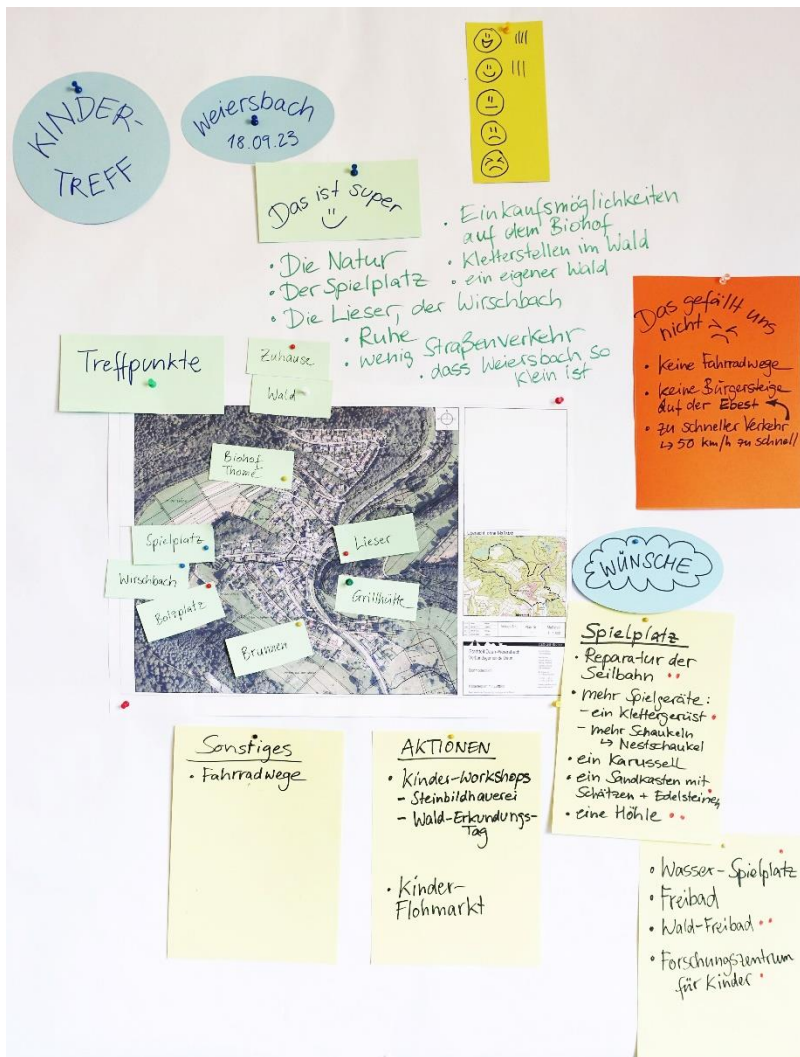 KINDER-
TREFF
Weiersbach
18.09.23
Das ist super
• Die Natur
• Der Spielplatz
• Die Lieser, der Wirschbach
• Ruhe
• wenig Straßenverkehr
• dass Weiersbach so
klein ist
• Einkaufsmöglichkeiten
auf dem Biohof
• Kletterstellen im Wald
• ein eigener Wald
Das gefällt uns
nicht
• keine Fahrradwege
• keine Bürgersteige
auf der Ebest
• zu schneller Verkehr
↳ 50 km/h zu schnell
Treffpunkte
Zuhause
Wald
Biohof
Thomé
Spielplatz
Wirschbach
Bolzplatz
Brunnen
Lieser
Grillhütte
WÜNSCHE
Spielplatz
• Reparatur der
Seilbahn
• mehr Spielgeräte:
- ein Klettergerüst
- mehr Schaukeln
↳ Nestschaukel
• ein Karussell
• ein Sandkasten mit
Schätzen + Edelsteinen
• eine Höhle
• Wasser-Spielplatz
• Freibad
• Wald-Freibad
• Forschungszentrum
für Kinder
Sonstiges
• Fahrradwege
AKTIONEN
• Kinder-Workshops
- Steinbildhauerei
- Wald-Erkundungs-
Tag
• Kinder-
Flohmarkt